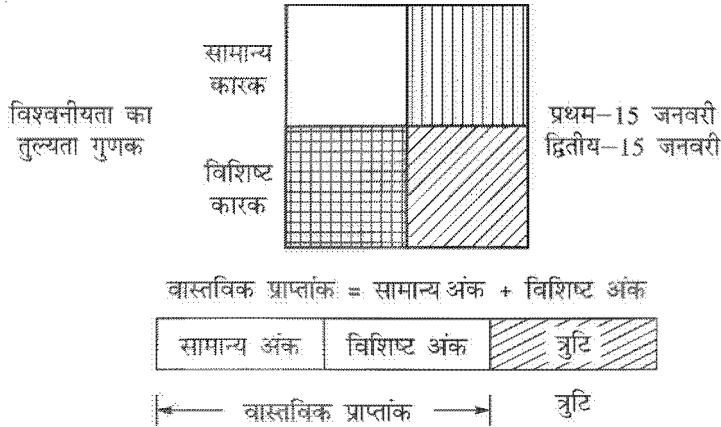 सामान्य
कारक
विश्वनीयता का
तुल्यता गुणक
प्रथम–15 जनवरी
द्वितीय–15 जनवरी
विशिष्ट
कारक
वास्तविक प्राप्तांक = सामान्य अंक + विशिष्ट अंक
सामान्य अंक विशिष्ट अंक त्रुटि
वास्तविक प्राप्तांक त्रुटि